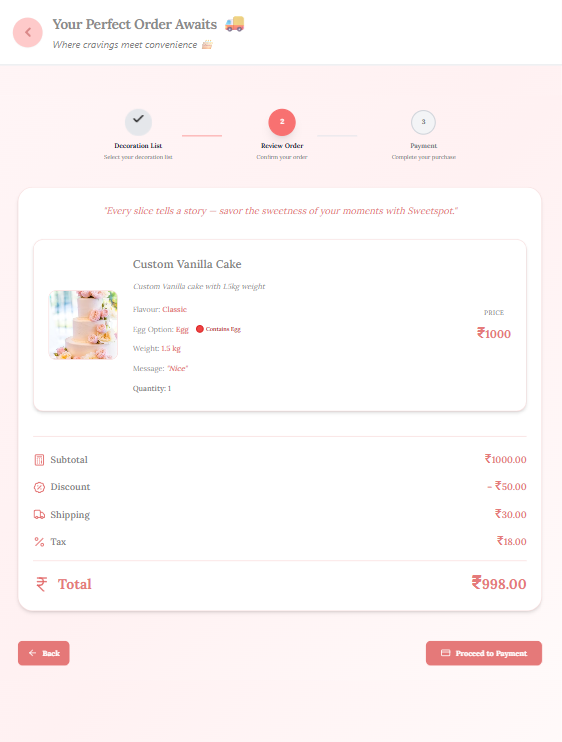 Your Perfect Order Awaits
Where cravings meet convenience
2
3
Decoration List
Review Order
Payment
Select your decoration list
Confirm your order
Complete your purchase
"Every slice tells a story — savor the sweetness of your moments with Sweetspot."
Custom Vanilla Cake
Custom Vanilla cake with 1.5kg weight
Flavour: Classic
Egg Option: Egg Contains Egg
Weight: 1.5 kg
Message: "Nice"
Quantity: 1
PRICE
₹1000
Subtotal ₹1000.00
Discount - ₹50.00
Shipping ₹30.00
Tax ₹18.00
₹ Total ₹998.00
← Back
Proceed to Payment